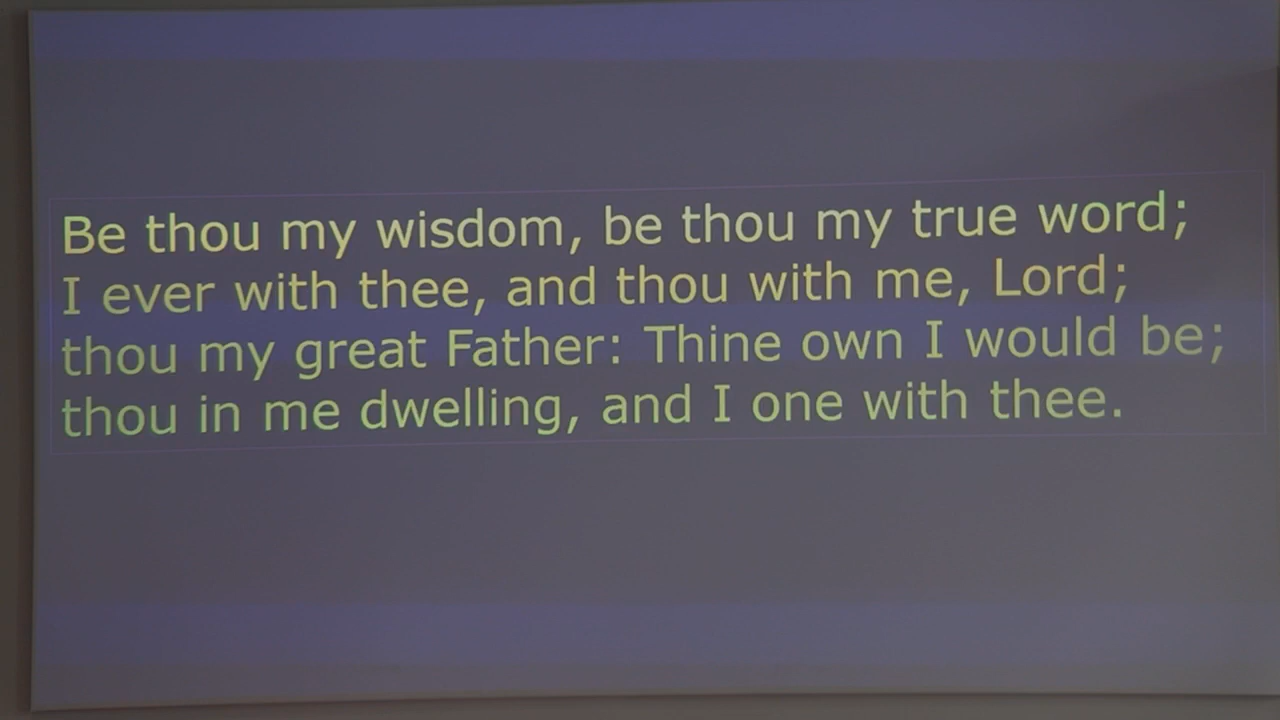 Be thou my wisdom, be thou my true word;
I ever with thee, and thou with me, Lord;
thou my great Father: Thine own I would be;
thou in me dwelling, and I one with thee.